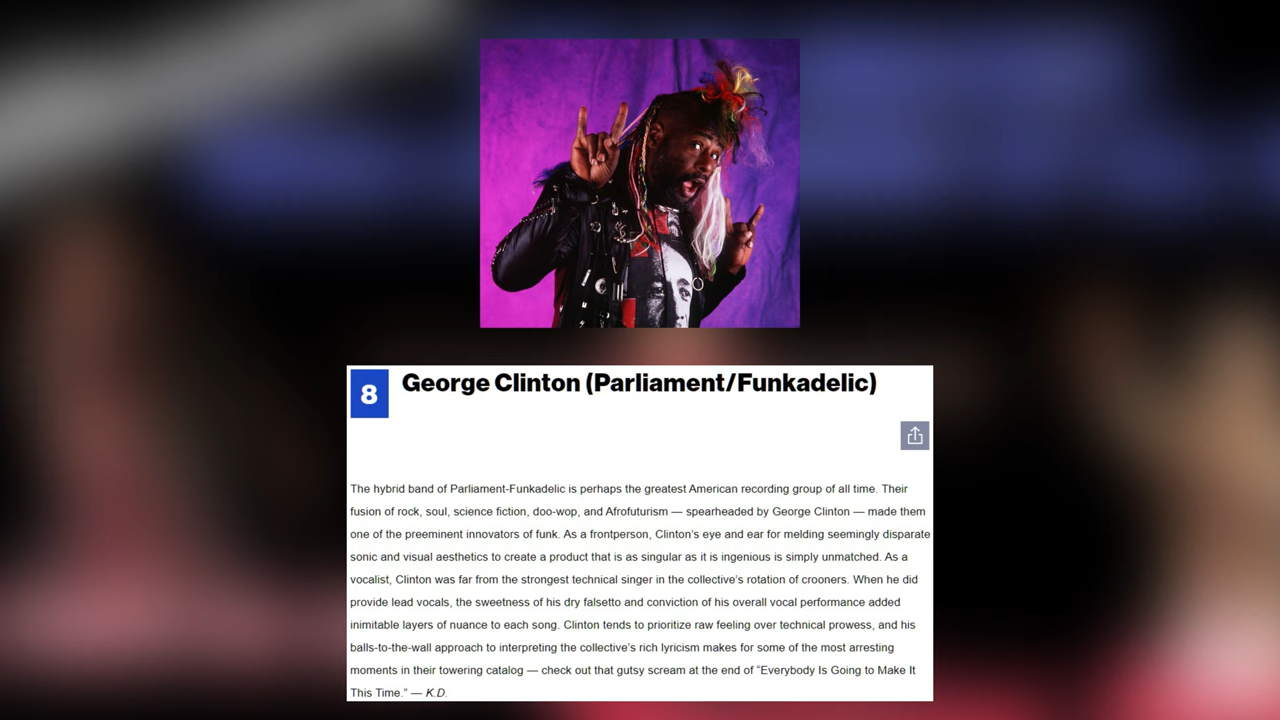 8
George Clinton (Parliament/Funkadelic)
The hybrid band of Parliament-Funkadelic is perhaps the greatest American recording group of all time. Their
fusion of rock, soul, science fiction, doo-wop, and Afrofuturism — spearheaded by George Clinton — made them
one of the preeminent innovators of funk. As a frontperson, Clinton's eye and ear for melding seemingly disparate
sonic and visual aesthetics to create a product that is as singular as it is ingenious is simply unmatched. As a
vocalist, Clinton was far from the strongest technical singer in the collective's rotation of crooners. When he did
provide lead vocals, the sweetness of his dry falsetto and conviction of his overall vocal performance added
inimitable layers of nuance to each song. Clinton tends to prioritize raw feeling over technical prowess, and his
balls-to-the-wall approach to interpreting the collective's rich lyricism makes for some of the most arresting
moments in their towering catalog — check out that gutsy scream at the end of "Everybody Is Going to Make It
This Time." — K.D.